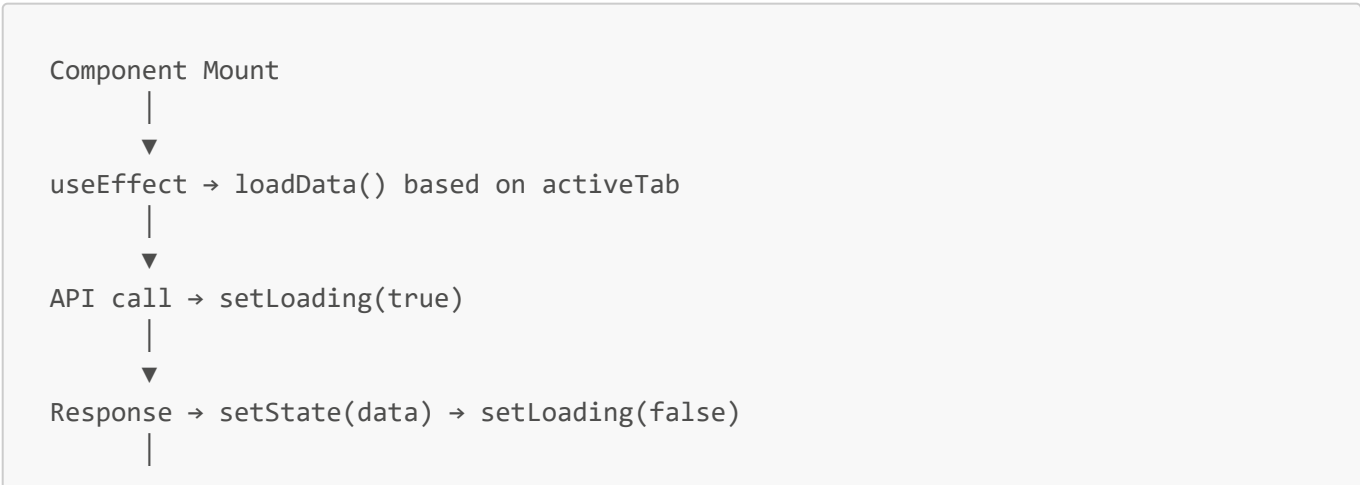 Component Mount
│
▼
useEffect → loadData() based on activeTab
│
▼
API call → setLoading(true)
│
▼
Response → setState(data) → setLoading(false)
│